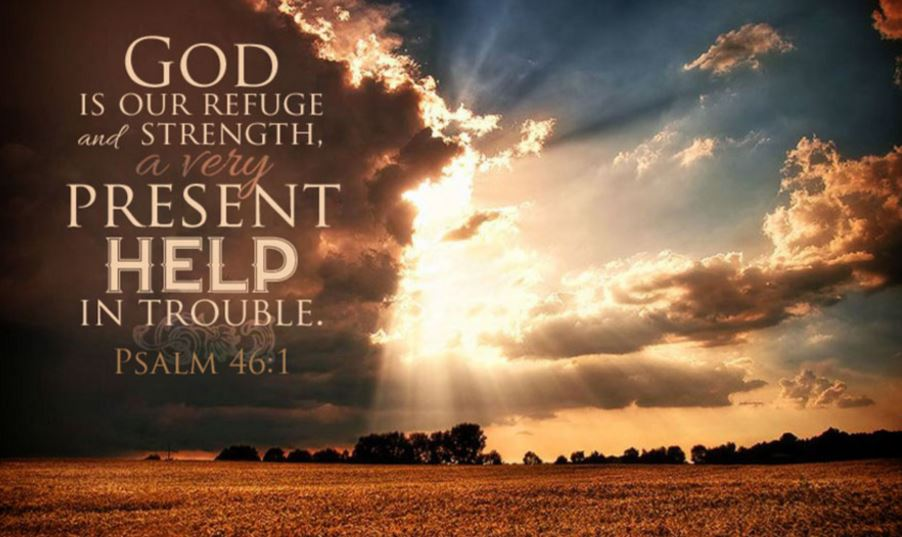 GOD
IS OUR REFUGE
and STRENGTH,
a very
PRESENT
HELP
IN TROUBLE.
PSALM 46:1